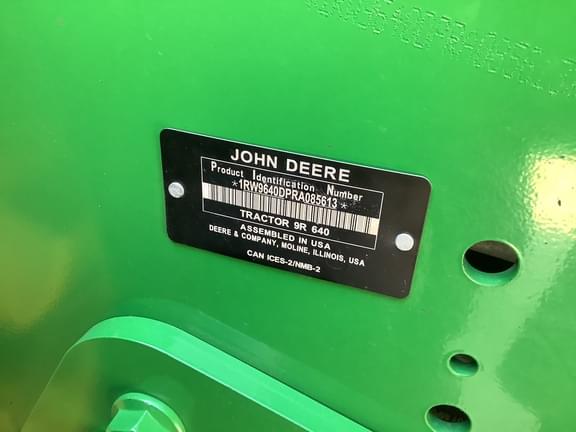 JOHN DEERE
Product Identification Number
*1RW9640DPRA085613*
TRACTOR 9R 640
ASSEMBLED IN USA
DEERE & COMPANY, MOLINE, ILLINOIS, USA
CAN ICES-2/NMB-2